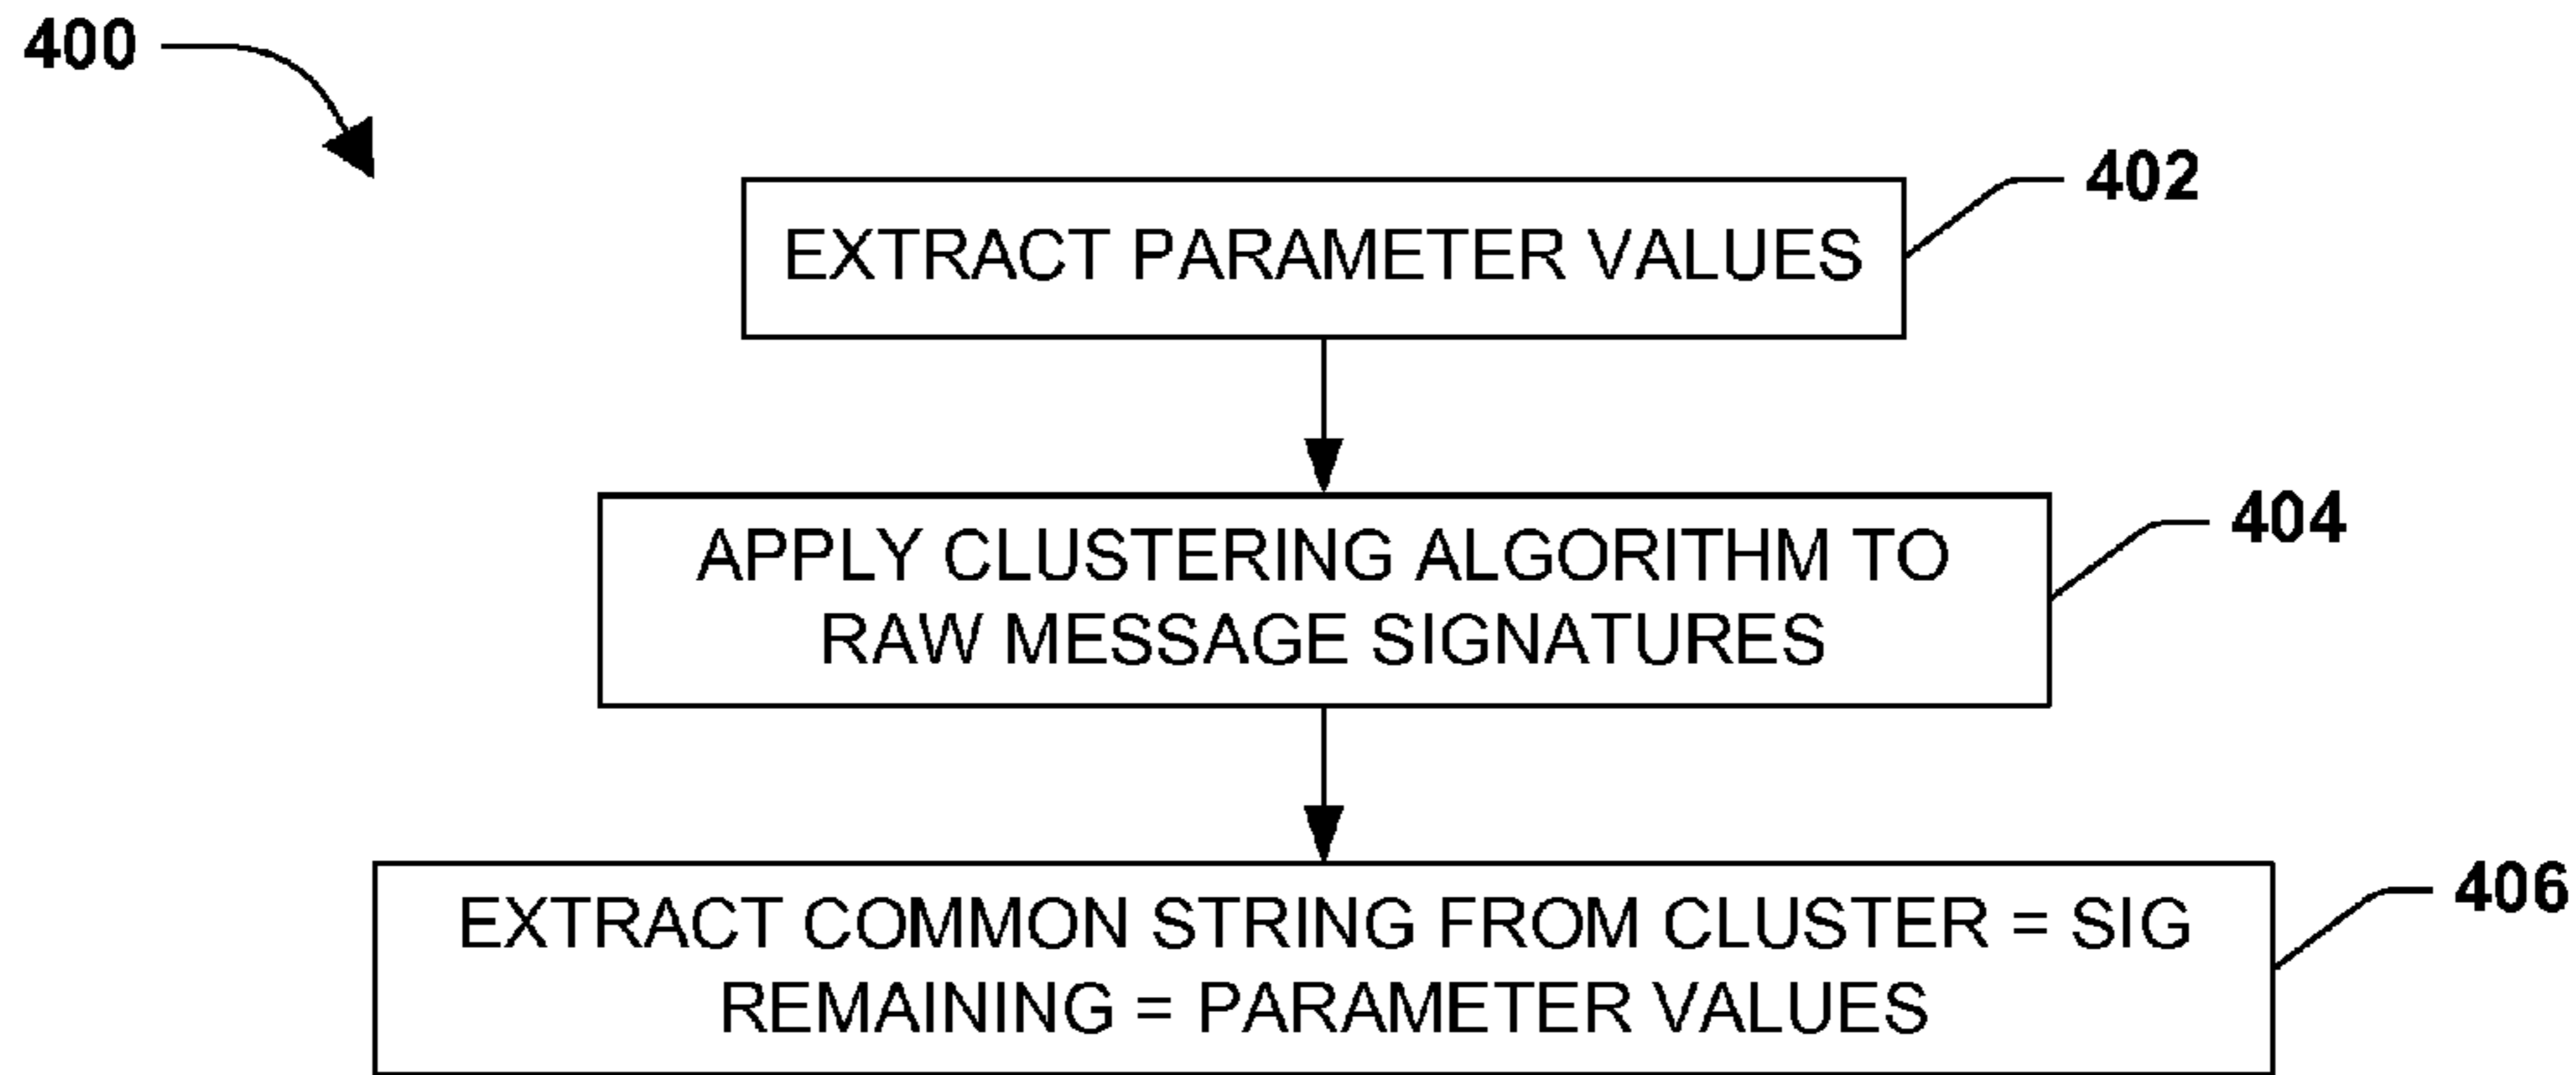 400
402
EXTRACT PARAMETER VALUES
404
APPLY CLUSTERING ALGORITHM TO
RAW MESSAGE SIGNATURES
406
EXTRACT COMMON STRING FROM CLUSTER = SIG
REMAINING = PARAMETER VALUES